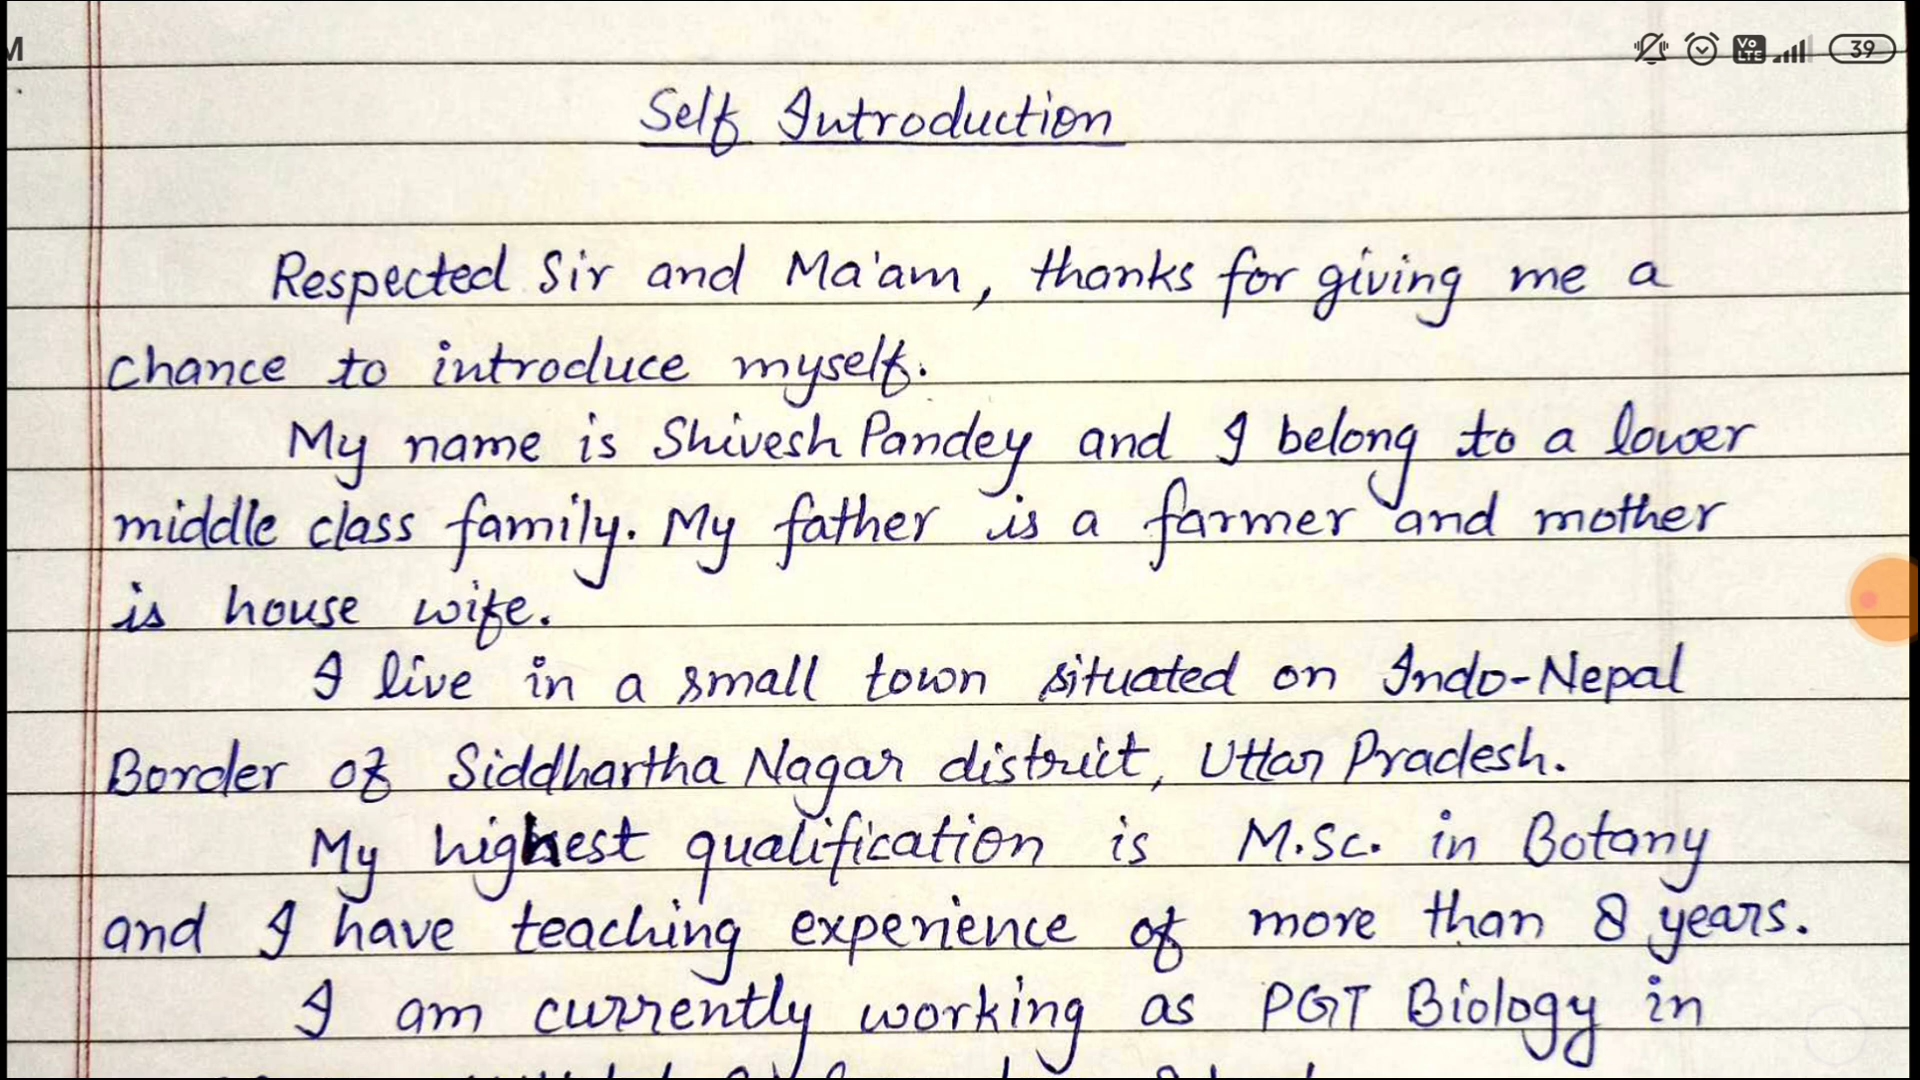 M
Vo
LTE
39
Self Introduction
Respected Sir and Ma'am, thanks for giving me a
chance to introduce myself.
My name is Shivesh Pandey and I belong to a lower
middle class family. My father is a farmer and mother
is house wife.
I live in a small town situated on Indo-Nepal
Border of Siddhartha Nagar district, Uttar Pradesh.
My highest qualification is M.Sc. in Botany
and I have teaching experience of more than 8 years.
I am currently working as PGT Biology in